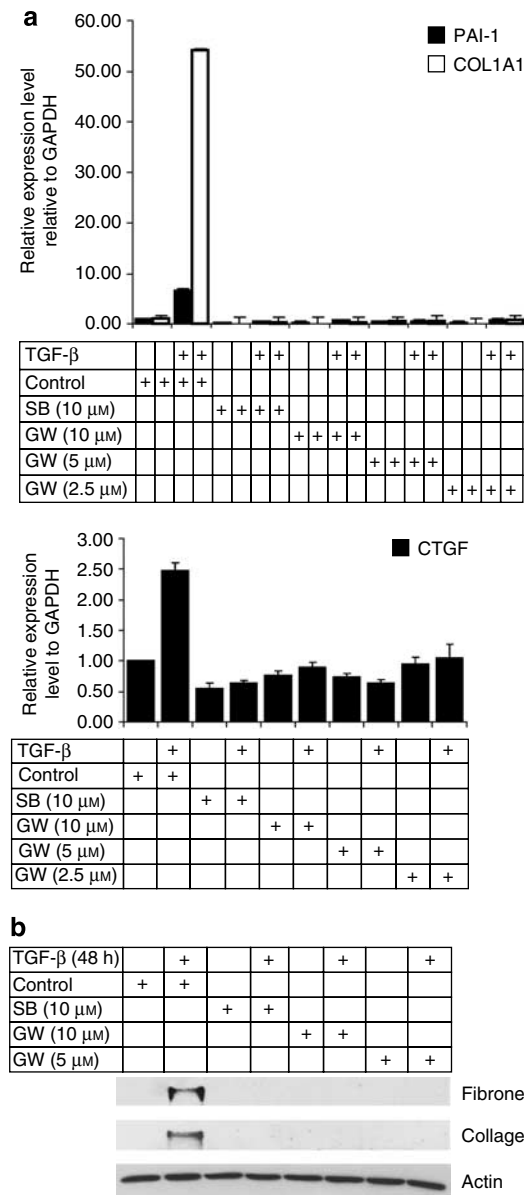 a
PAI-1
COL1A1
Relative expression level
relative to GAPDH
60.00
50.00
40.00
30.00
20.00
10.00
0.00
TGF-β + + + + + + + + + +
Control + + + +
SB (10 μM) + + + +
GW (10 μM) + + + +
GW (5 μM) + + + +
GW (2.5 μM) + + + +
CTGF
Relative expression
level to GAPDH
3.00
2.50
2.00
1.50
1.00
0.50
0.00
TGF-β + + + + +
Control + +
SB (10 μM) + +
GW (10 μM) + +
GW (5 μM) + +
GW (2.5 μM) + +
b
TGF-β (48 h) + + + +
Control + +
SB (10 μM) + +
GW (10 μM) + +
GW (5 μM) + +
Fibrone
Collage
Actin